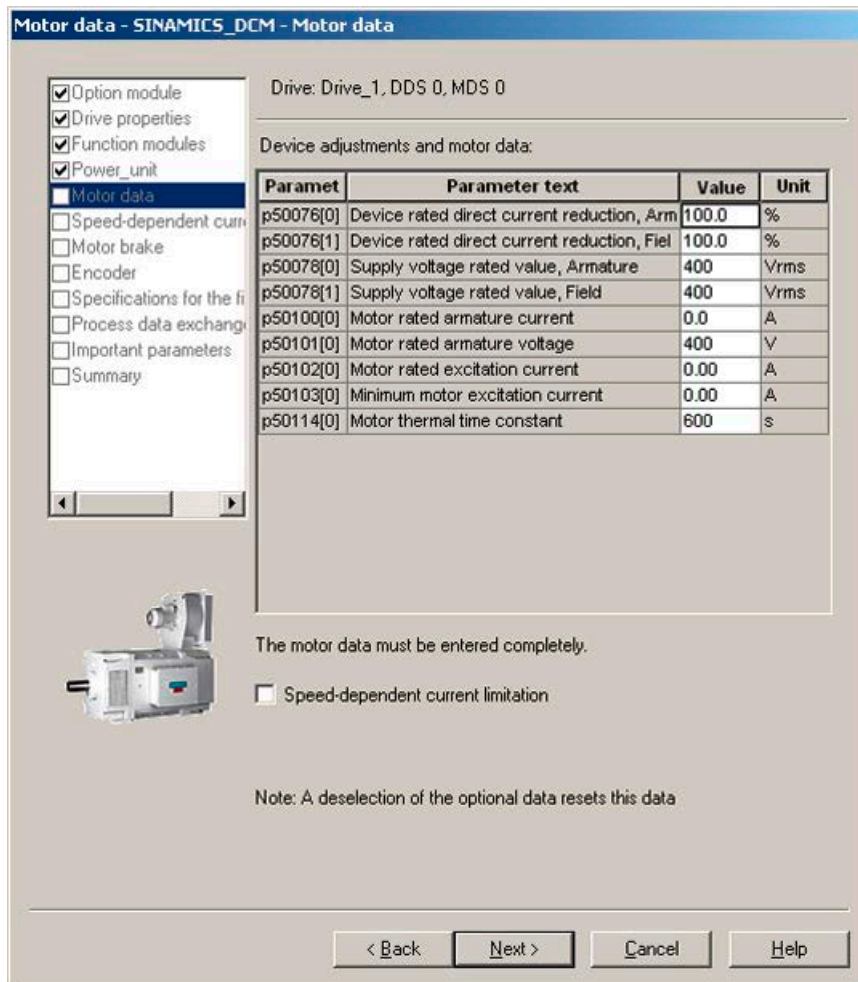 Motor data - SINAMICS_DCM - Motor data
Option module
Drive properties
Function modules
Power_unit
Motor data
Speed-dependent curr
Motor brake
Encoder
Specifications for the fi
Process data exchang
Important parameters
Summary
Drive: Drive_1, DDS 0, MDS 0
Device adjustments and motor data:
Paramet Parameter text Value Unit
p50076[0] Device rated direct current reduction, Arm 100.0 %
p50076[1] Device rated direct current reduction, Fiel 100.0 %
p50078[0] Supply voltage rated value, Armature 400 Vrms
p50078[1] Supply voltage rated value, Field 400 Vrms
p50100[0] Motor rated armature current 0.0 A
p50101[0] Motor rated armature voltage 400 V
p50102[0] Motor rated excitation current 0.00 A
p50103[0] Minimum motor excitation current 0.00 A
p50114[0] Motor thermal time constant 600 s
The motor data must be entered completely.
Speed-dependent current limitation
Note: A deselection of the optional data resets this data
< Back Next > Cancel Help